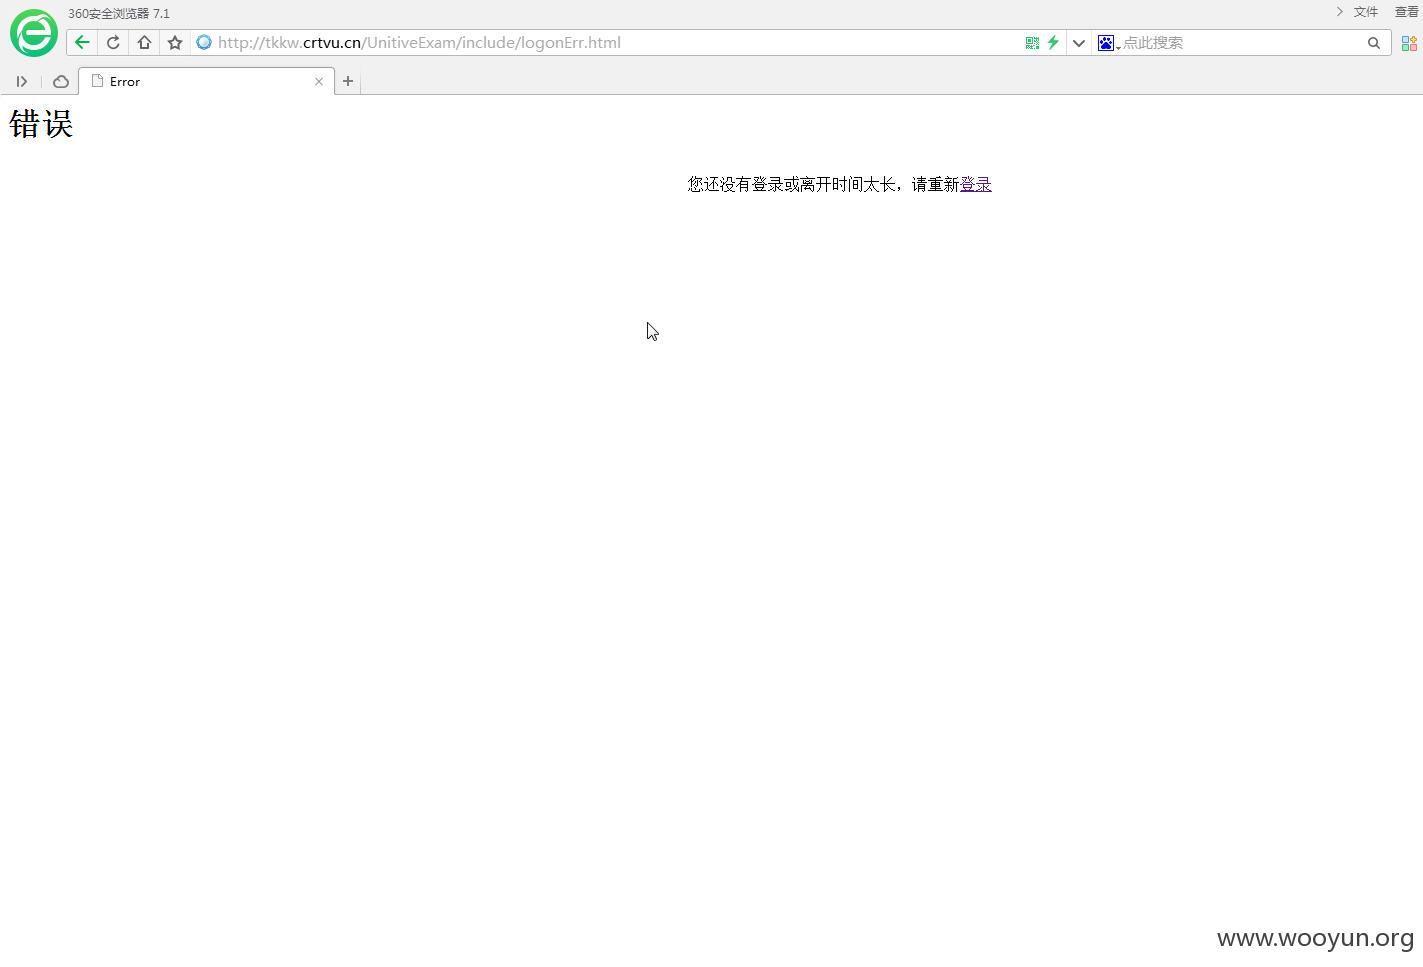 360安全浏览器 7.1
文件 查看
http://tkkw.crtvu.cn/UnitiveExam/include/logonErr.html
点此搜索
Error
错误
您还没有登录或离开时间太长，请重新登录
www.wooyun.org